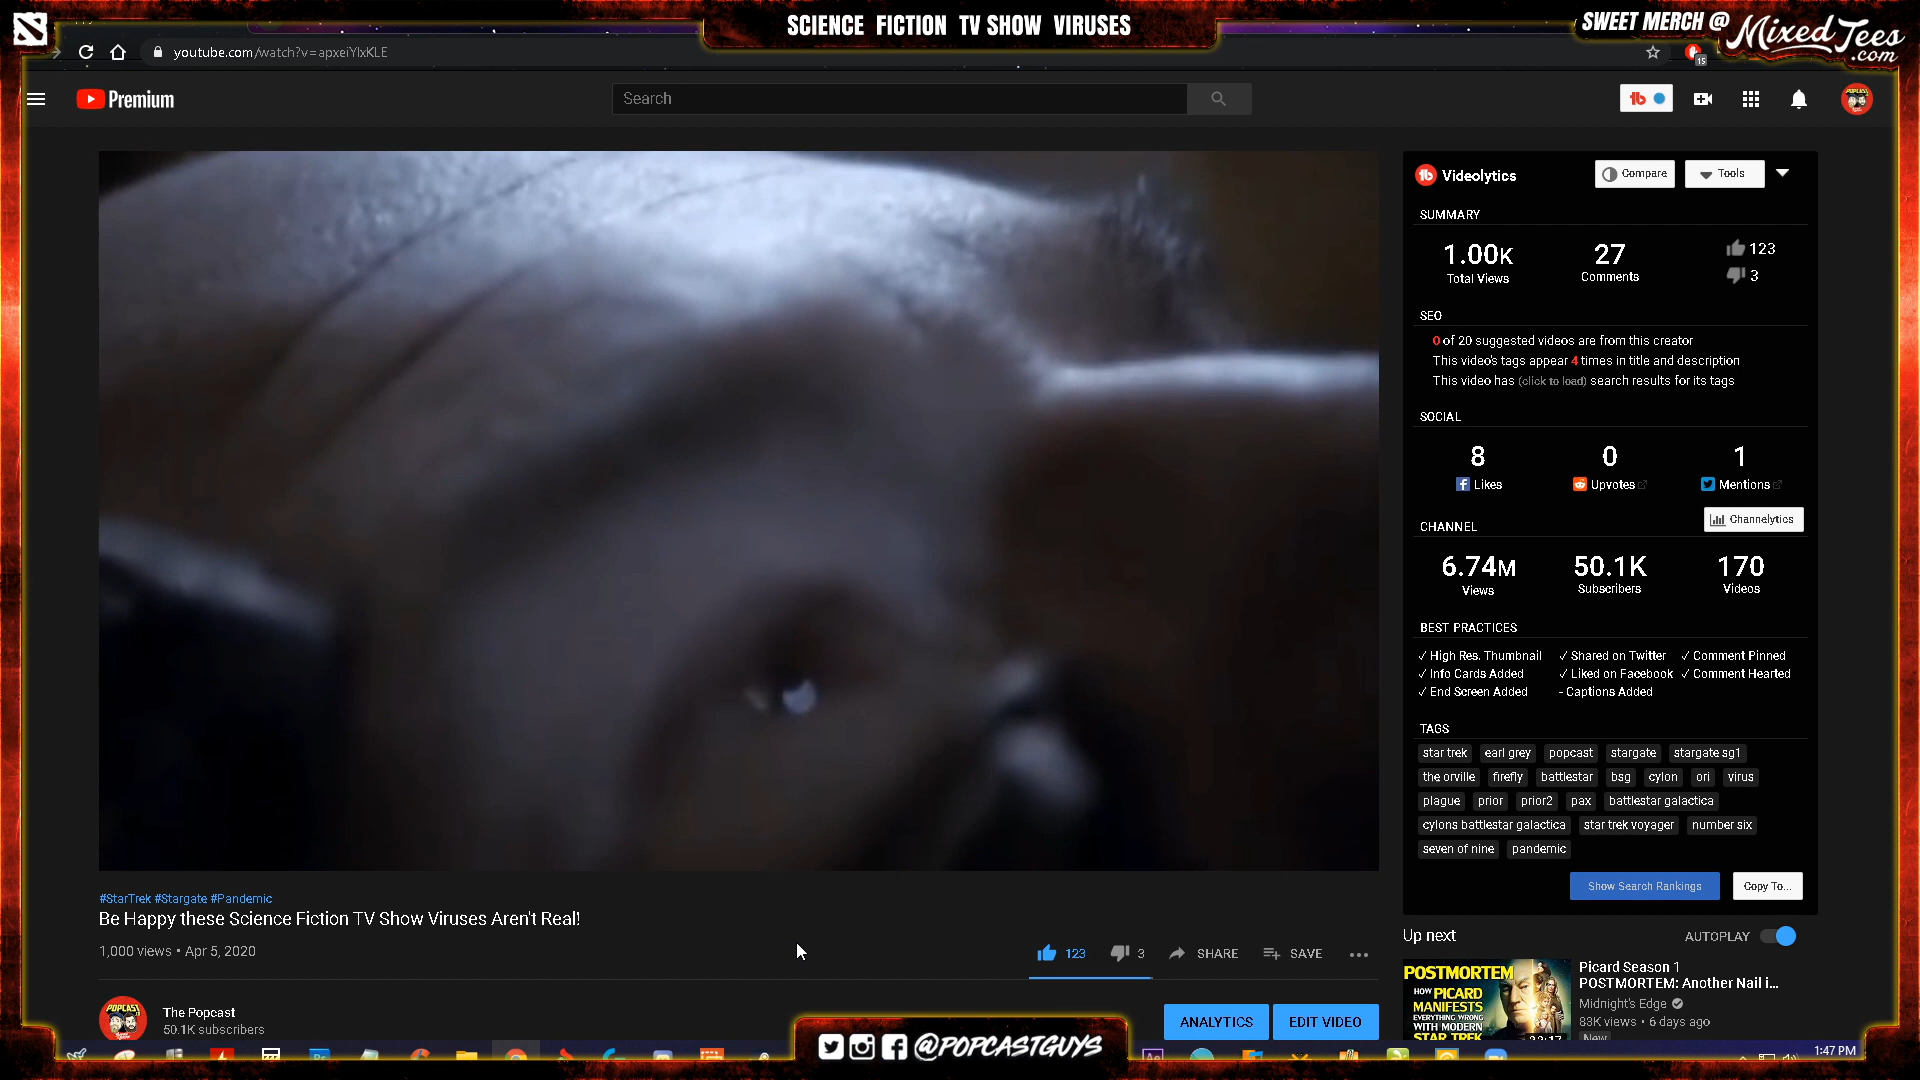 SCIENCE FICTION TV SHOW VIRUSES
SWEET MERCH @
MixedTees
.com
youtube.com/watch?v=apxeiYlxKLE
15
Premium
Search
Videolytics
Compare
Tools
SUMMARY
1.00K
27
123
Total Views
Comments
3
SEO
0 of 20 suggested videos are from this creator
This video's tags appear 4 times in title and description
This video has (click to load) search results for its tags
SOCIAL
8
0
1
Likes
Upvotes
Mentions
CHANNEL
Channelytics
6.74M
50.1K
170
Views
Subscribers
Videos
BEST PRACTICES
✓ High Res. Thumbnail ✓ Shared on Twitter ✓ Comment Pinned
✓ Info Cards Added ✓ Liked on Facebook ✓ Comment Hearted
✓ End Screen Added - Captions Added
TAGS
star trek earl grey popcast stargate stargate sg1
the orville firefly battlestar bsg cylon ori virus
plague prior prior2 pax battlestar galactica
cylons battlestar galactica star trek voyager number six
seven of nine pandemic
Show Search Rankings
Copy To...
#StarTrek #Stargate #Pandemic
Be Happy these Science Fiction TV Show Viruses Aren't Real!
1,000 views • Apr 5, 2020
123
3
SHARE
SAVE
The Popcast
50.1K subscribers
ANALYTICS
EDIT VIDEO
Up next
AUTOPLAY
POSTMORTEM
HOW PICARD
MANIFESTS
EVERYTHING WRONG
WITH MODERN
STAR TREK
Picard Season 1
POSTMORTEM: Another Nail i...
Midnight's Edge
83K views • 6 days ago
New
@POPCASTGUYS
1:47 PM